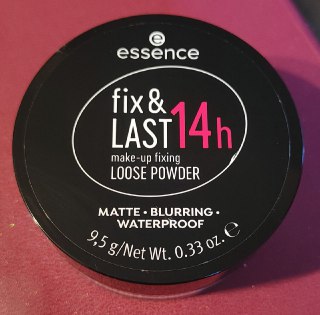 essence
fix &
LAST 14h
make-up fixing
LOOSE POWDER
MATTE • BLURRING •
WATERPROOF
9,5 g/Net Wt. 0.33 oz. ℮